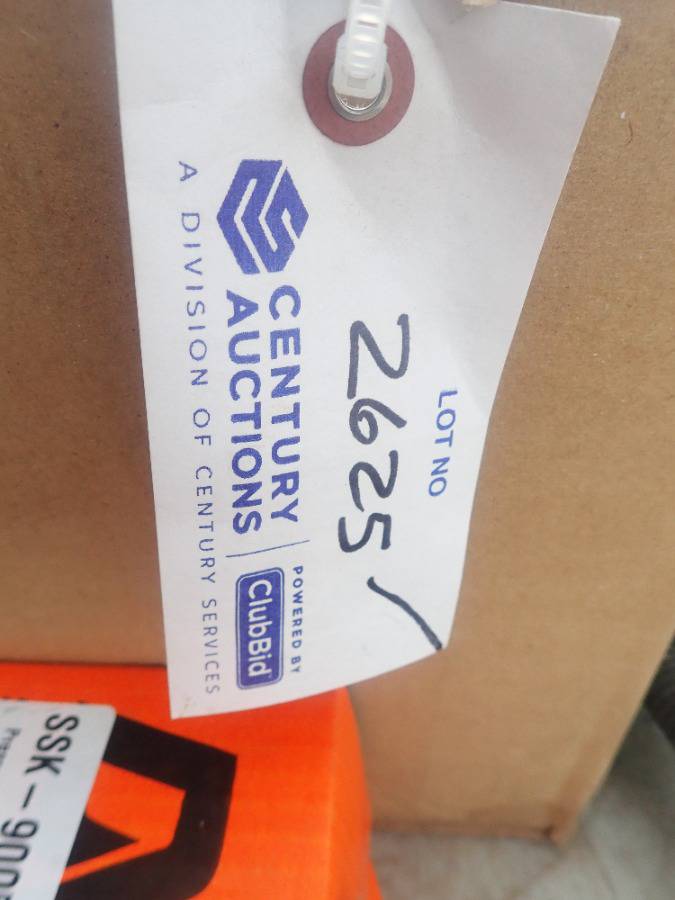 LOT NO
2625 /
CENTURY
AUCTIONS
POWERED BY
ClubBid
A DIVISION OF CENTURY SERVICES
SSK-900